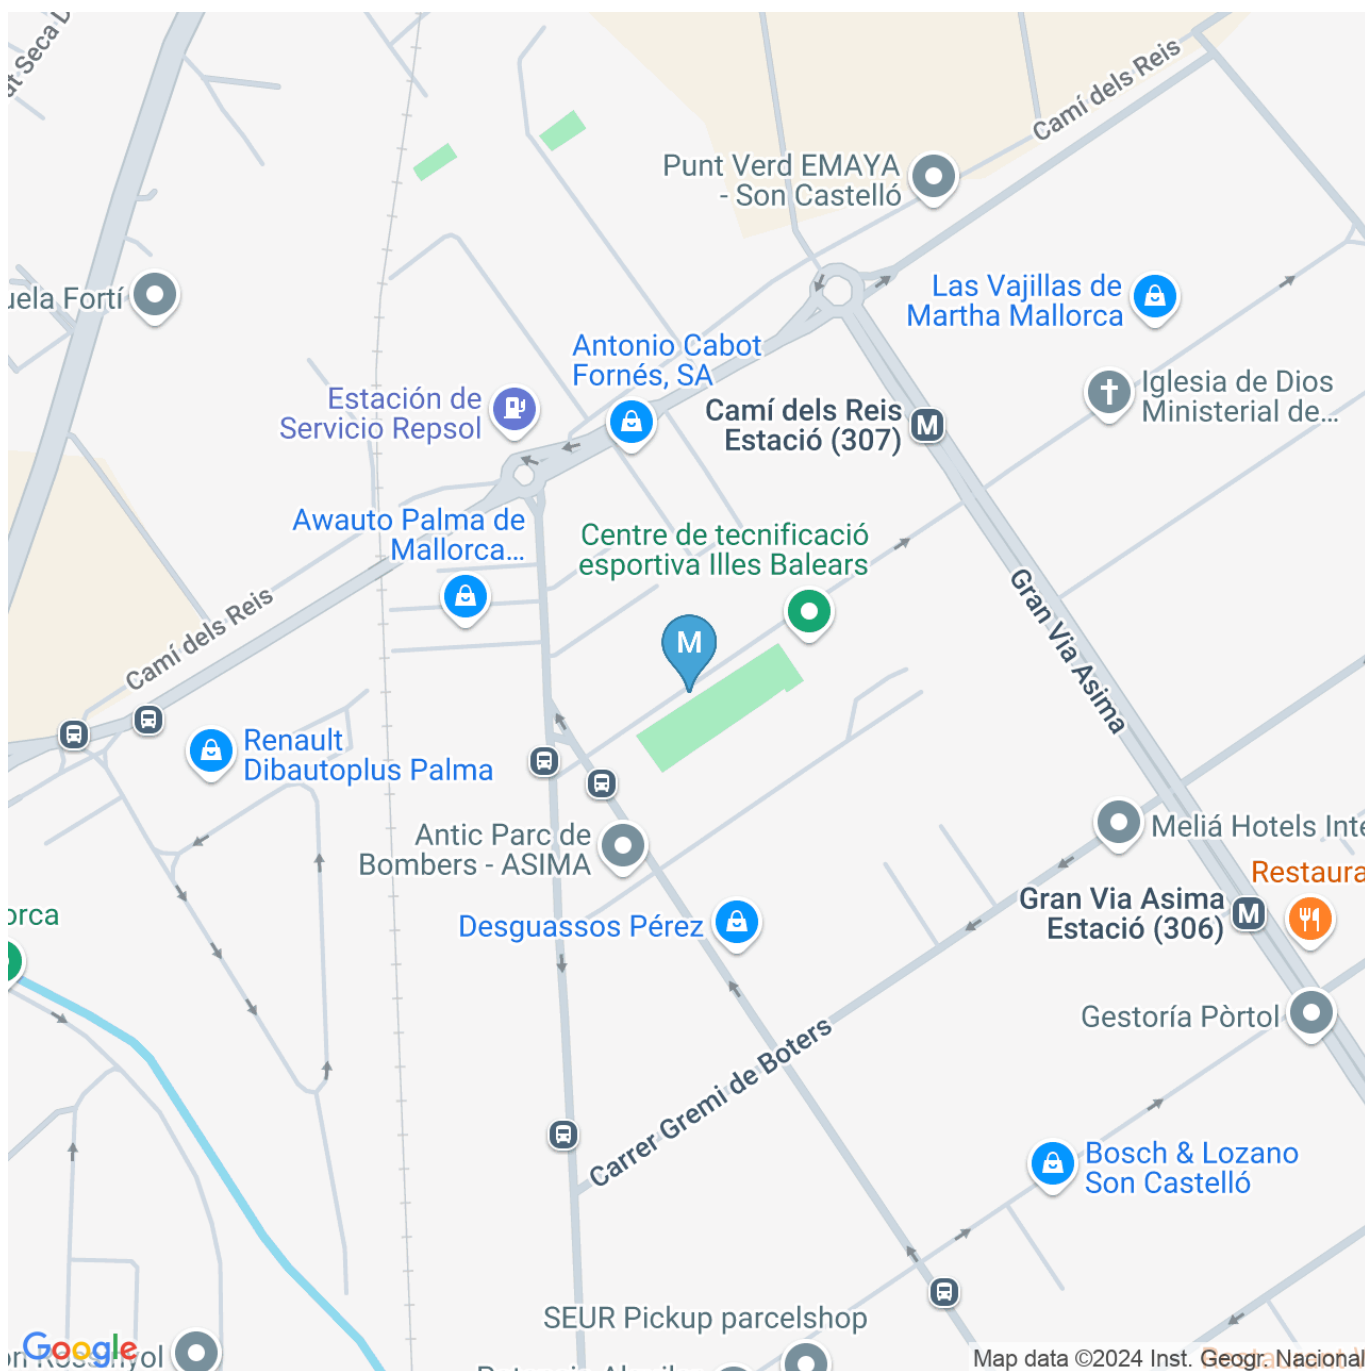 Seca
Camí dels Reis
Punt Verd EMAYA
- Son Castelló
uela Fortí
Las Vajillas de
Martha Mallorca
Antonio Cabot
Fornés, SA
Estación de
Servicio Repsol
Camí dels Reis
Estació (307)
M
Iglesia de Dios
Ministerial de...
Awauto Palma de
Mallorca...
Centre de tecnificació
esportiva Illes Balears
Gran Via Asima
Camí dels Reis
M
Renault
Dibautoplus Palma
Antic Parc de
Bombers - ASIMA
Meliá Hotels Inte
Restaura
Gran Via Asima
Estació (306)
M
orca
Desguassos Pérez
Gestoría Pòrtol
Carrer Gremi de Boters
Bosch & Lozano
Son Castelló
SEUR Pickup parcelshop
Google
Map data ©2024 Inst. Geogr. Nacional